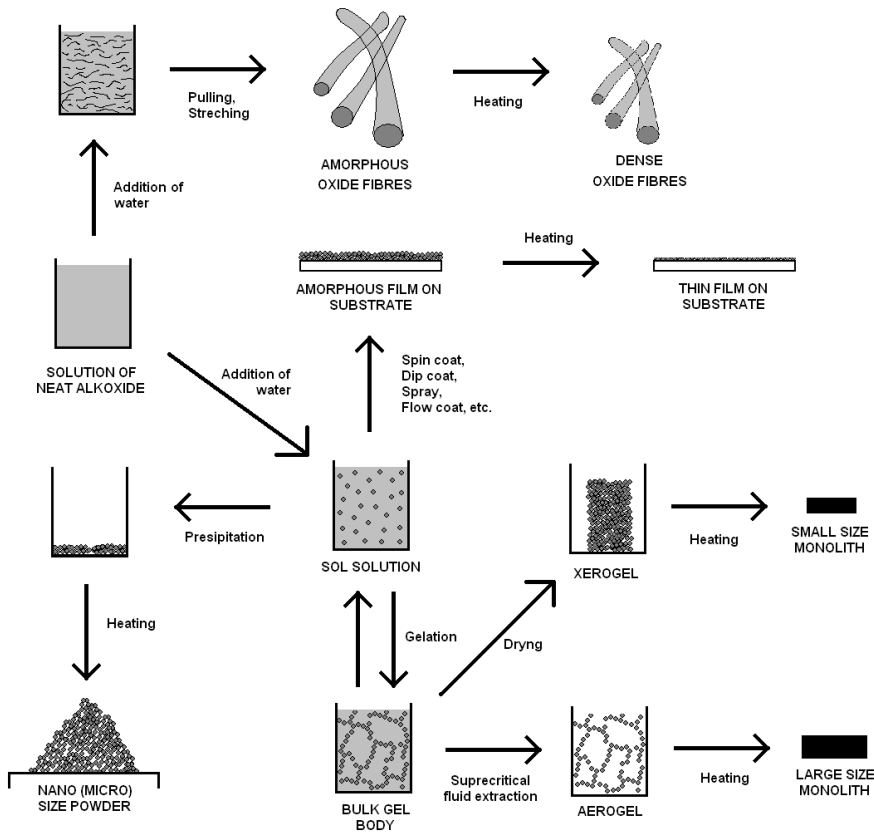 Pulling,
Streching
Heating
AMORPHOUS
OXIDE FIBRES
DENSE
OXIDE FIBRES
Addition of
water
Heating
AMORPHOUS FILM ON
SUBSTRATE
THIN FILM ON
SUBSTRATE
SOLUTION OF
NEAT ALKOXIDE
Addition of
water
Spin coat,
Dip coat,
Spray,
Flow coat, etc.
Presipitation
SOL SOLUTION
XEROGEL
Heating
SMALL SIZE
MONOLITH
Heating
Gelation
Dryng
NANO (MICRO)
SIZE POWDER
BULK GEL
BODY
Suprecritical
fluid extraction
AEROGEL
Heating
LARGE SIZE
MONOLITH